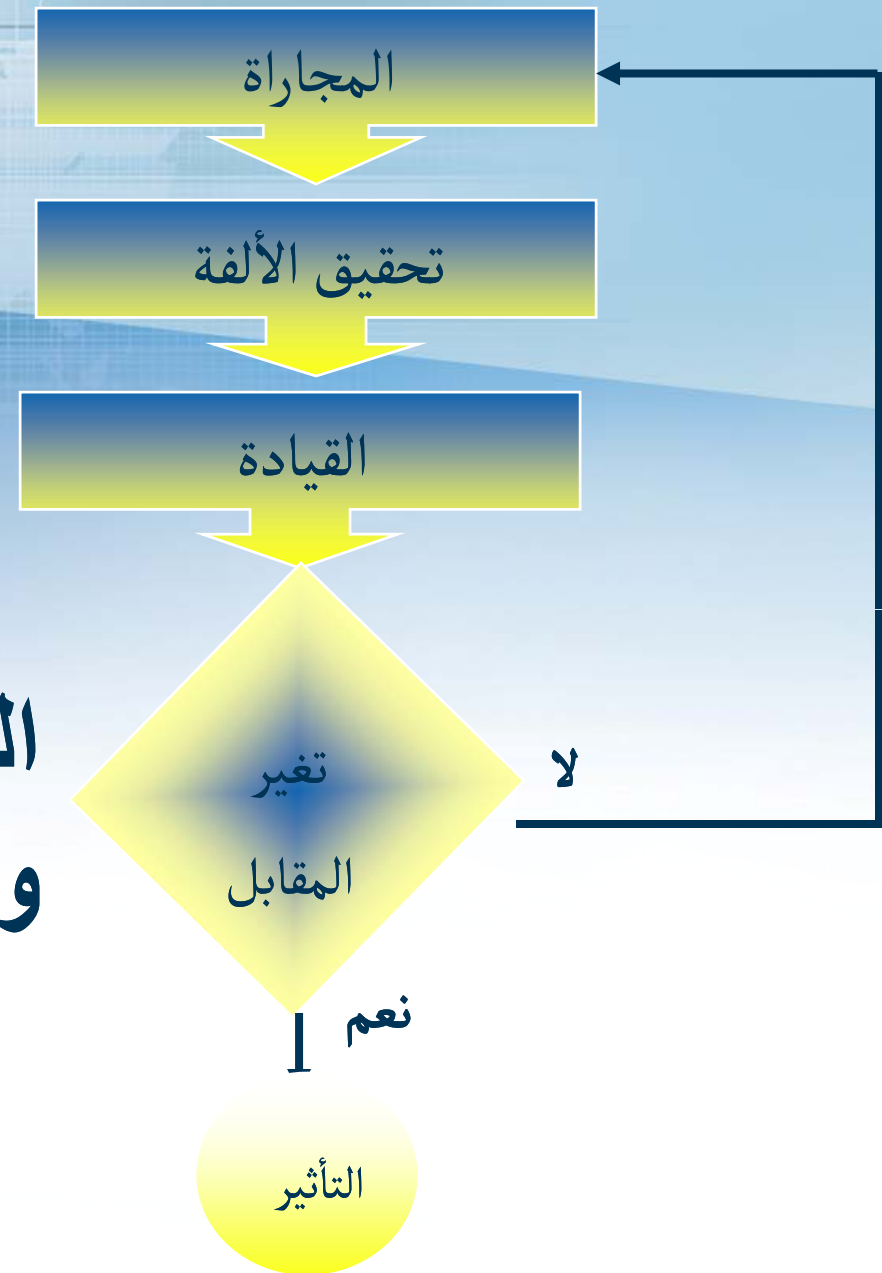 المجاراة
تحقيق الألفة
القيادة
تغير
المقابل
لا
نعم
التأثير